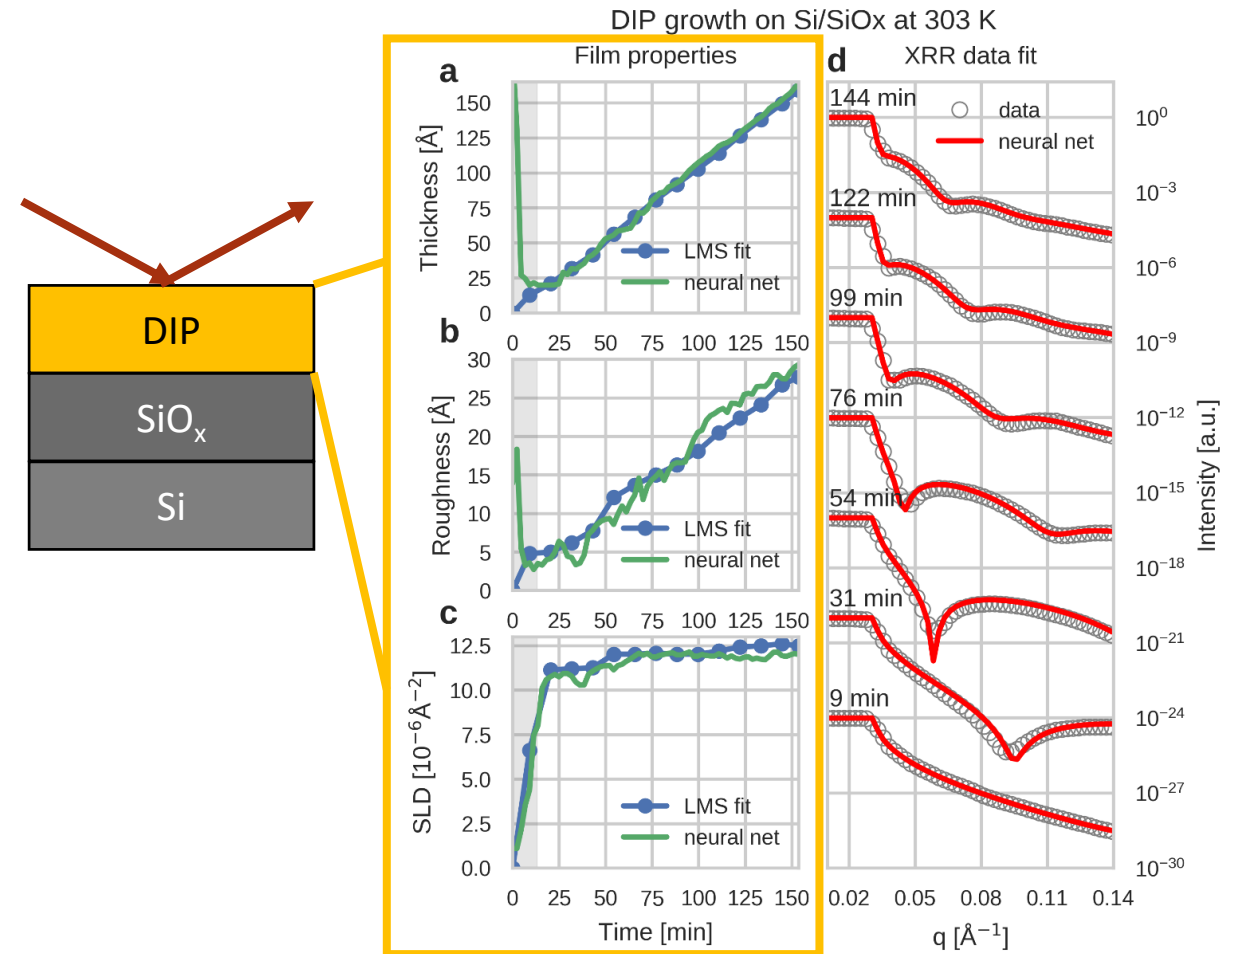 DIP growth on Si/SiOx at 303 K
Film properties
a
Thickness [Å]
150
125
100
75
50
25
0
LMS fit
neural net
0 25 50 75 100 125 150
b
Roughness [Å]
30
25
20
15
10
5
0
LMS fit
neural net
0 25 50 75 100 125 150
c
SLD [10⁻⁶Å⁻²]
12.5
10.0
7.5
5.0
2.5
0.0
LMS fit
neural net
0 25 50 75 100 125 150
Time [min]
d
XRR data fit
data
neural net
144 min
122 min
99 min
76 min
54 min
31 min
9 min
10⁰
10⁻³
10⁻⁶
10⁻⁹
10⁻¹²
10⁻¹⁵
10⁻¹⁸
10⁻²¹
10⁻²⁴
10⁻²⁷
10⁻³⁰
Intensity [a.u.]
0.02 0.05 0.08 0.11 0.14
q [Å⁻¹]
DIP
SiOₓ
Si